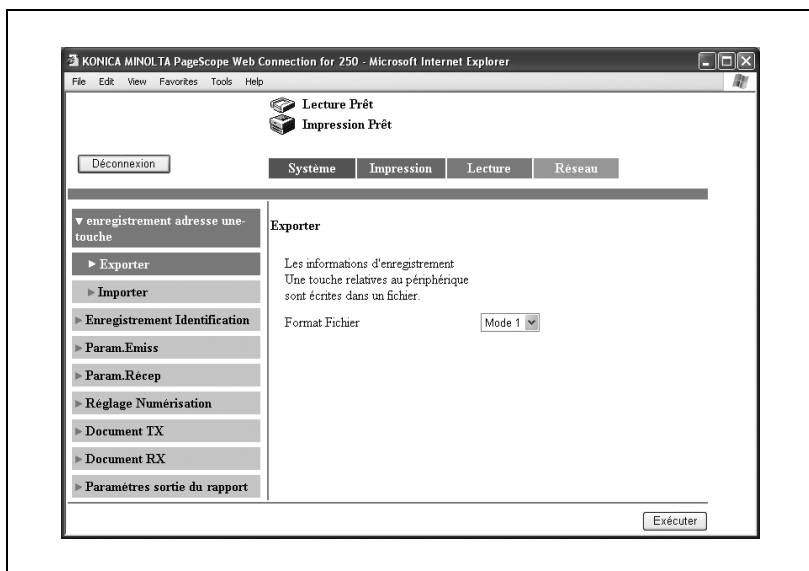 KONICA MINOLTA PageScope Web Connection for 250 - Microsoft Internet Explorer
File Edit View Favorites Tools Help
Lecture Prêt
Impression Prêt
Déconnexion
Système Impression Lecture Réseau
▼ enregistrement adresse une-
touche
► Exporter
► Importer
► Enregistrement Identification
► Param.Emiss
► Param.Récep
► Réglage Numérisation
► Document TX
► Document RX
► Paramètres sortie du rapport
Exporter
Les informations d'enregistrement
Une touche relatives au périphérique
sont écrites dans un fichier.
Format Fichier Mode 1
Exécuter